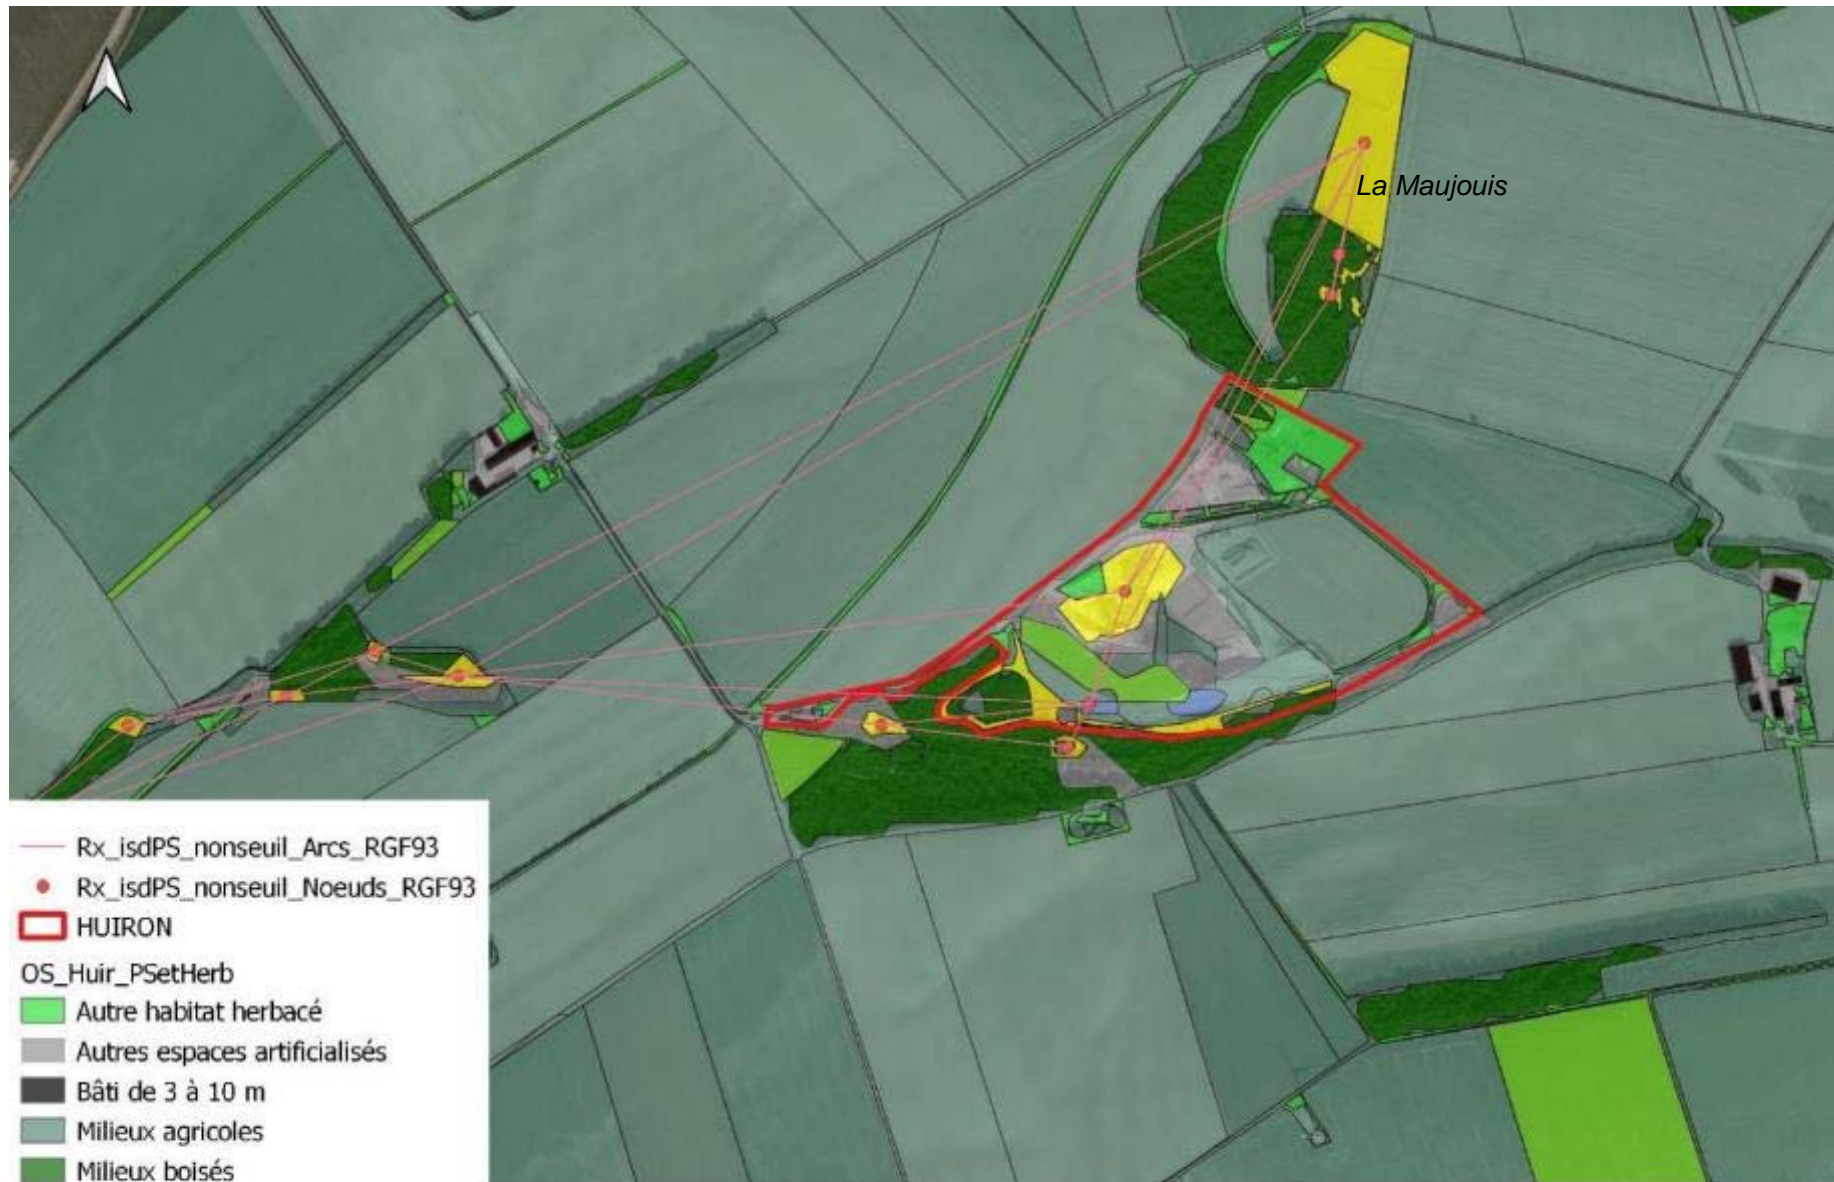 La Maujouis
Rx_isdPS_nonseuil_Arcs_RGF93
Rx_isdPS_nonseuil_Noeuds_RGF93
HUIRON
OS_Huir_PSetHerb
Autre habitat herbacé
Autres espaces artificialisés
Bâti de 3 à 10 m
Milieux agricoles
Milieux boisés